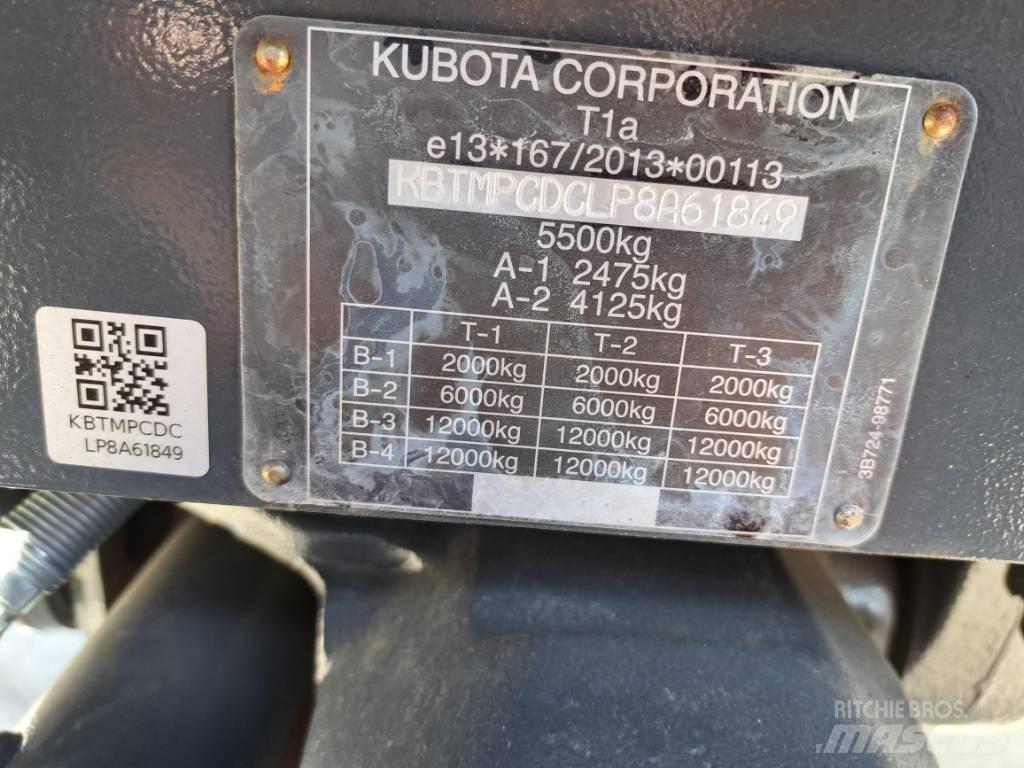 KUBOTA CORPORATION
T1a
e13*167/2013*00113
KBTMPCDCLP8A61849
5500kg
A-1 2475kg
A-2 4125kg
T-1 T-2 T-3
B-1 2000kg 2000kg 2000kg
B-2 6000kg 6000kg 6000kg
B-3 12000kg 12000kg 12000kg
B-4 12000kg 12000kg 12000kg
3B724-98771
KBTMPCDC
LP8A61849
RITCHIE BROS.
MASCUS